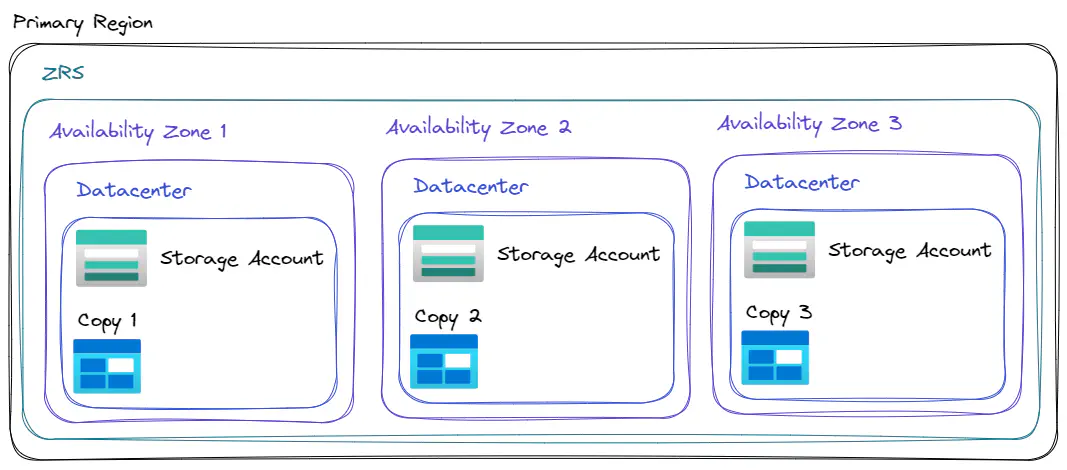 Primary Region
ZRS
Availability Zone 1
Datacenter
Storage Account
Copy 1
Availability Zone 2
Datacenter
Storage Account
Copy 2
Availability Zone 3
Datacenter
Storage Account
Copy 3